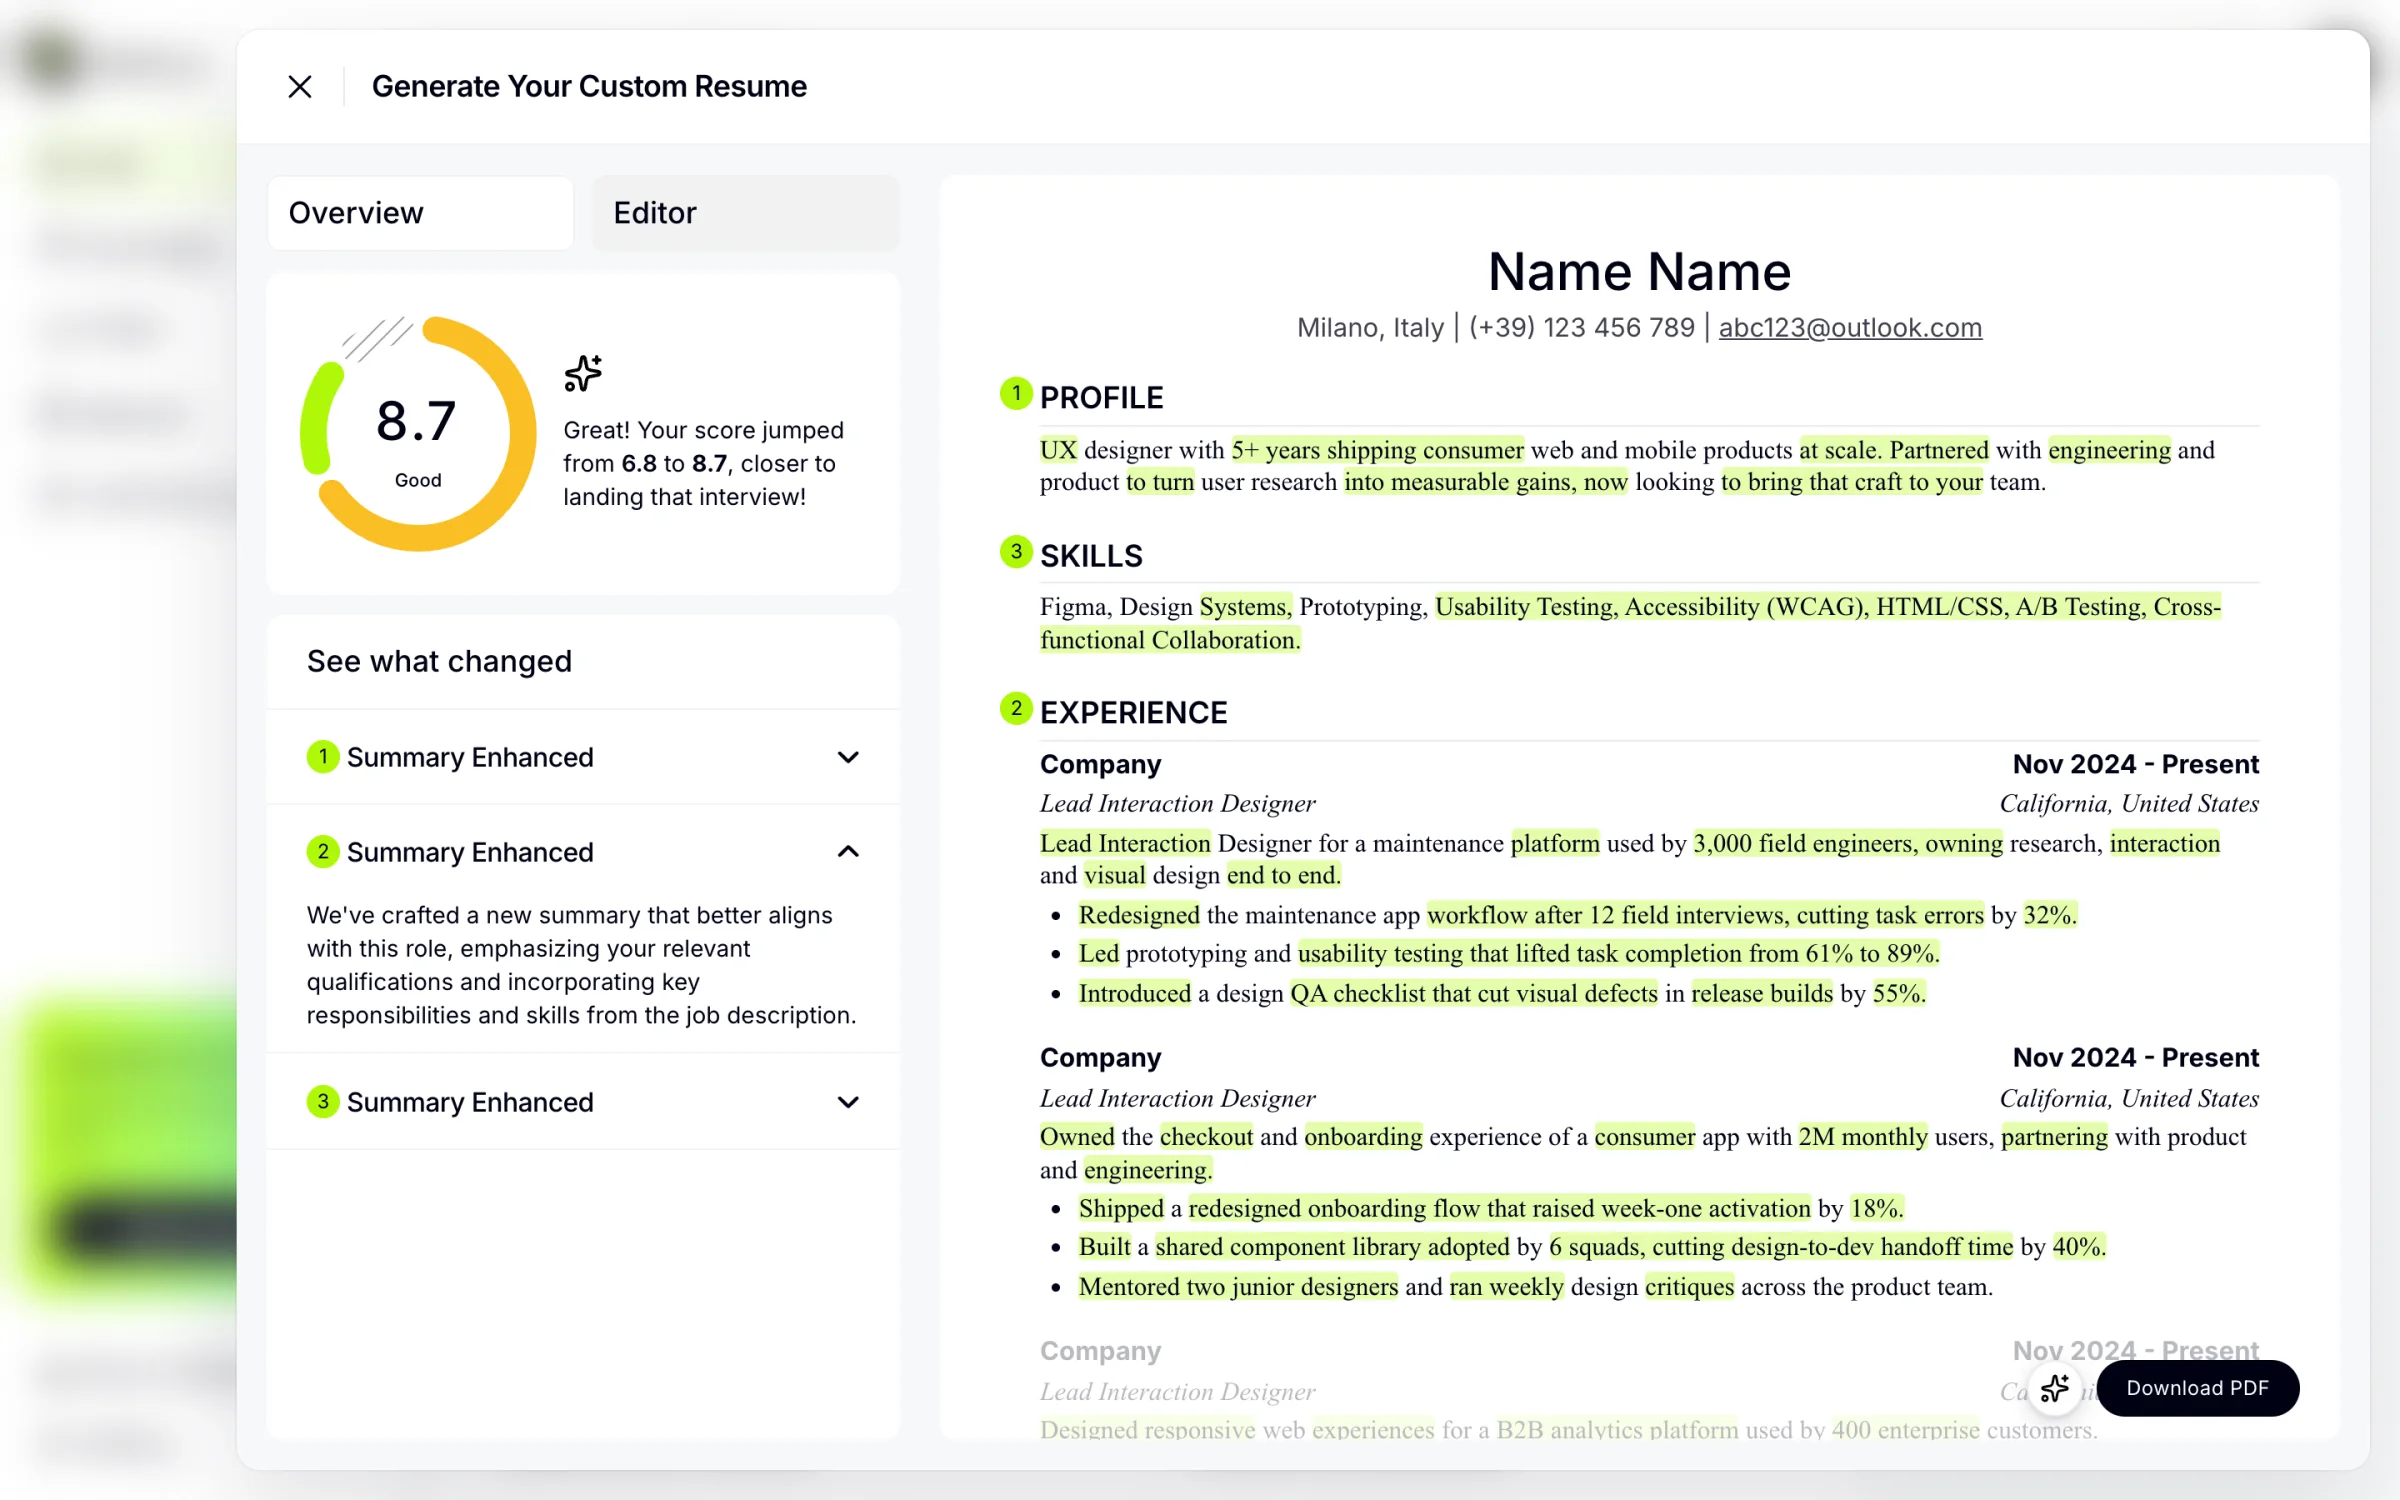 Generate Your Custom Resume
Overview
Editor
8.7
Good
Great! Your score jumped
from 6.8 to 8.7, closer to
landing that interview!
See what changed
1 Summary Enhanced
2 Summary Enhanced
We've crafted a new summary that better aligns
with this role, emphasizing your relevant
qualifications and incorporating key
responsibilities and skills from the job description.
3 Summary Enhanced
Name Name
Milano, Italy | (+39) 123 456 789 | abc123@outlook.com
1 PROFILE
UX designer with 5+ years shipping consumer web and mobile products at scale. Partnered with engineering and
product to turn user research into measurable gains, now looking to bring that craft to your team.
3 SKILLS
Figma, Design Systems, Prototyping, Usability Testing, Accessibility (WCAG), HTML/CSS, A/B Testing, Cross-
functional Collaboration.
2 EXPERIENCE
Company Nov 2024 - Present
Lead Interaction Designer California, United States
Lead Interaction Designer for a maintenance platform used by 3,000 field engineers, owning research, interaction
and visual design end to end.
• Redesigned the maintenance app workflow after 12 field interviews, cutting task errors by 32%.
• Led prototyping and usability testing that lifted task completion from 61% to 89%.
• Introduced a design QA checklist that cut visual defects in release builds by 55%.
Company Nov 2024 - Present
Lead Interaction Designer California, United States
Owned the checkout and onboarding experience of a consumer app with 2M monthly users, partnering with product
and engineering.
• Shipped a redesigned onboarding flow that raised week-one activation by 18%.
• Built a shared component library adopted by 6 squads, cutting design-to-dev handoff time by 40%.
• Mentored two junior designers and ran weekly design critiques across the product team.
Company Nov 2024 - Present
Lead Interaction Designer
Download PDF
Designed responsive web experiences for a B2B analytics platform used by 400 enterprise customers.